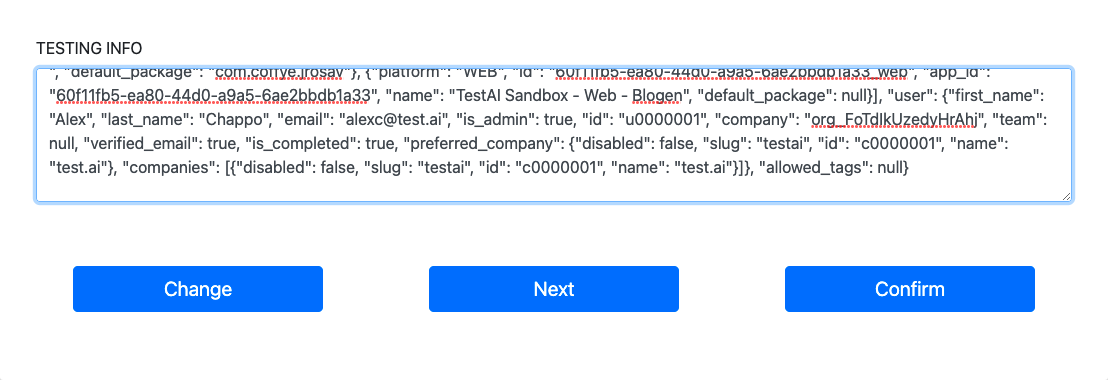 TESTING INFO
", "default_package": "com.coffye.jrosav"}, {"platform": "WEB", "id": "60f11fb5-ea80-44d0-a9a5-6ae2bbdb1a33_web", "app_id":
"60f11fb5-ea80-44d0-a9a5-6ae2bbdb1a33", "name": "TestAI Sandbox - Web - Blogen", "default_package": null}], "user": {"first_name":
"Alex", "last_name": "Chappo", "email": "alexc@test.ai", "is_admin": true, "id": "u0000001", "company": "org_FoTdIkUzedyHrAhj", "team":
null, "verified_email": true, "is_completed": true, "preferred_company": {"disabled": false, "slug": "testai", "id": "c0000001", "name":
"test.ai"}, "companies": [{"disabled": false, "slug": "testai", "id": "c0000001", "name": "test.ai"}]}, "allowed_tags": null}
Change Next Confirm